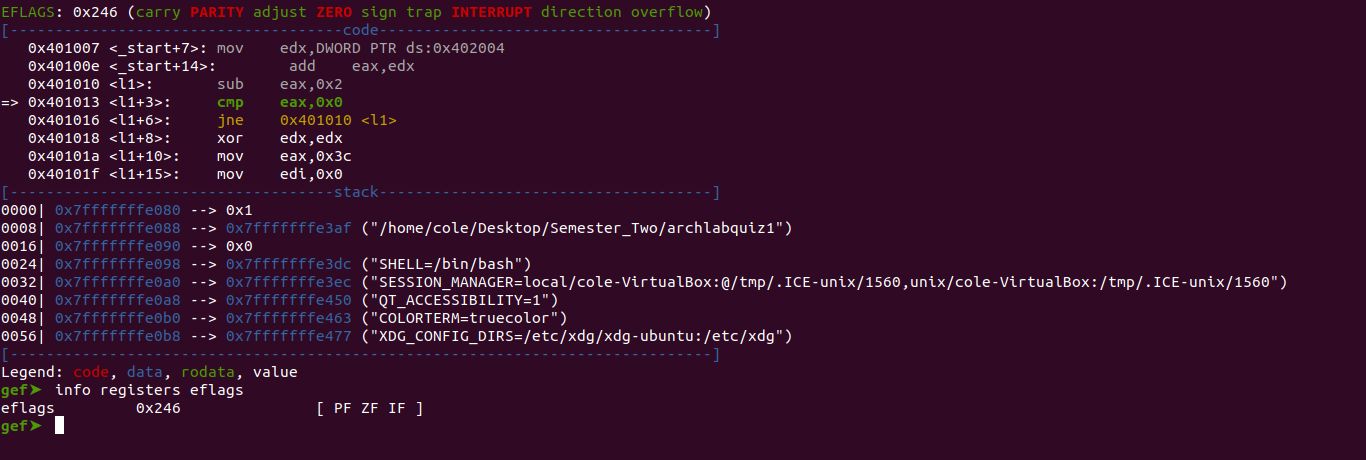 EFLAGS: 0x246 (carry PARITY adjust ZERO sign trap INTERRUPT direction overflow)
[-------------------------------------code-------------------------------------]
   0x401007 <_start+7>: mov    edx,DWORD PTR ds:0x402004
   0x40100e <_start+14>:        add    eax,edx
   0x401010 <l1>:       sub    eax,0x2
=> 0x401013 <l1+3>:     cmp    eax,0x0
   0x401016 <l1+6>:     jne    0x401010 <l1>
   0x401018 <l1+8>:     xor    edx,edx
   0x40101a <l1+10>:    mov    eax,0x3c
   0x40101f <l1+15>:    mov    edi,0x0
[------------------------------------stack-------------------------------------]
0000| 0x7fffffffe080 --> 0x1
0008| 0x7fffffffe088 --> 0x7fffffffe3af ("/home/cole/Desktop/Semester_Two/archlabquiz1")
0016| 0x7fffffffe090 --> 0x0
0024| 0x7fffffffe098 --> 0x7fffffffe3dc ("SHELL=/bin/bash")
0032| 0x7fffffffe0a0 --> 0x7fffffffe3ec ("SESSION_MANAGER=local/cole-VirtualBox:@/tmp/.ICE-unix/1560,unix/cole-VirtualBox:/tmp/.ICE-unix/1560")
0040| 0x7fffffffe0a8 --> 0x7fffffffe450 ("QT_ACCESSIBILITY=1")
0048| 0x7fffffffe0b0 --> 0x7fffffffe463 ("COLORTERM=truecolor")
0056| 0x7fffffffe0b8 --> 0x7fffffffe477 ("XDG_CONFIG_DIRS=/etc/xdg/xdg-ubuntu:/etc/xdg")
[------------------------------------------------------------------------------]
Legend: code, data, rodata, value
gef➤  info registers eflags
eflags         0x246               [ PF ZF IF ]
gef➤